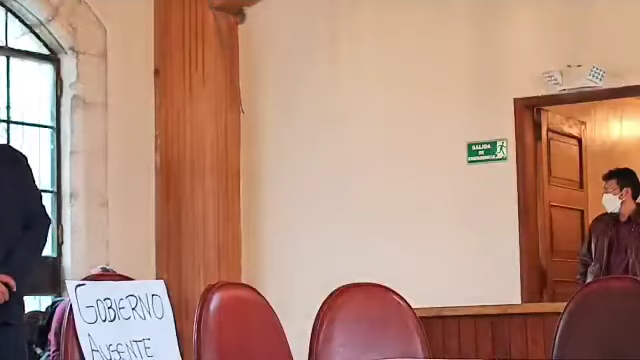 SALIDA
DE
EMERGENCIA
GOBIERNO
AUSENTE